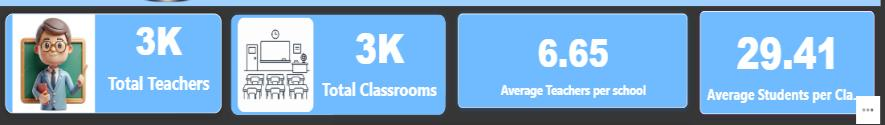 3K
Total Teachers
3K
Total Classrooms
6.65
Average Teachers per school
29.41
Average Students per Cla...